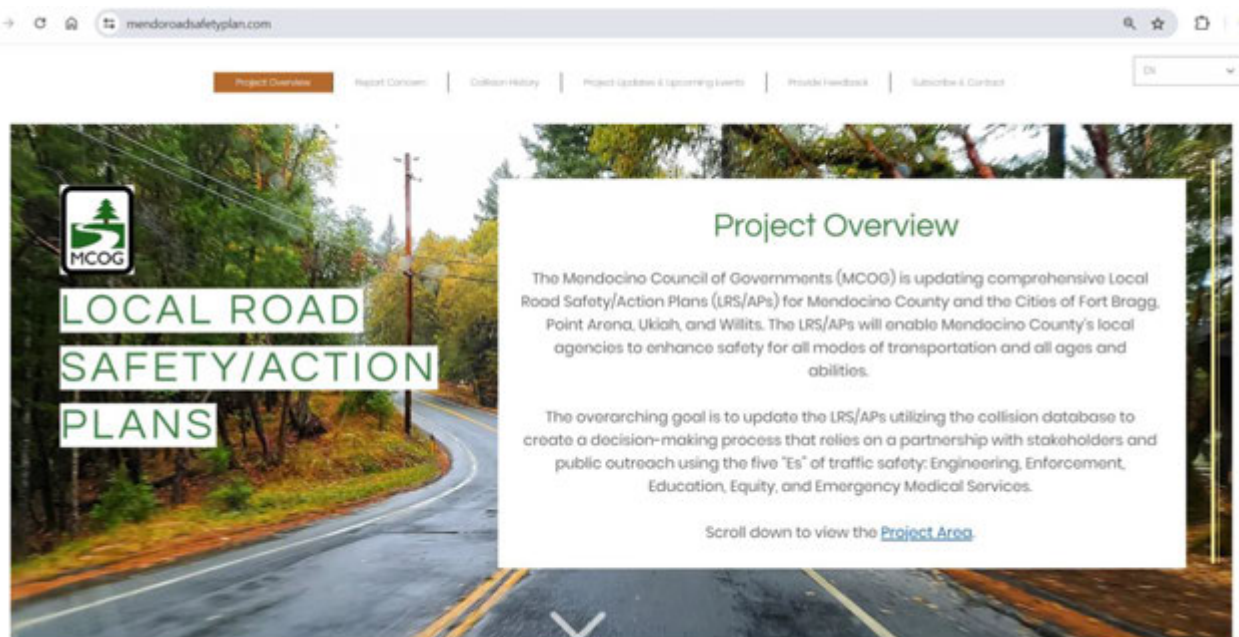 mendoroadsafetyplan.com
Project Overview
Report Concern
Collision History
Project Updates & Upcoming Events
Provide Feedback
Subscribe & Contact
EN
MCOG
LOCAL ROAD
SAFETY/ACTION
PLANS
Project Overview
The Mendocino Council of Governments (MCOG) is updating comprehensive Local
Road Safety/Action Plans (LRS/APs) for Mendocino County and the Cities of Fort Bragg,
Point Arena, Ukiah, and Willits. The LRS/APs will enable Mendocino County's local
agencies to enhance safety for all modes of transportation and all ages and
abilities.
The overarching goal is to update the LRS/APs utilizing the collision database to
create a decision-making process that relies on a partnership with stakeholders and
public outreach using the five "Es" of traffic safety: Engineering, Enforcement,
Education, Equity, and Emergency Medical Services.
Scroll down to view the Project Area.